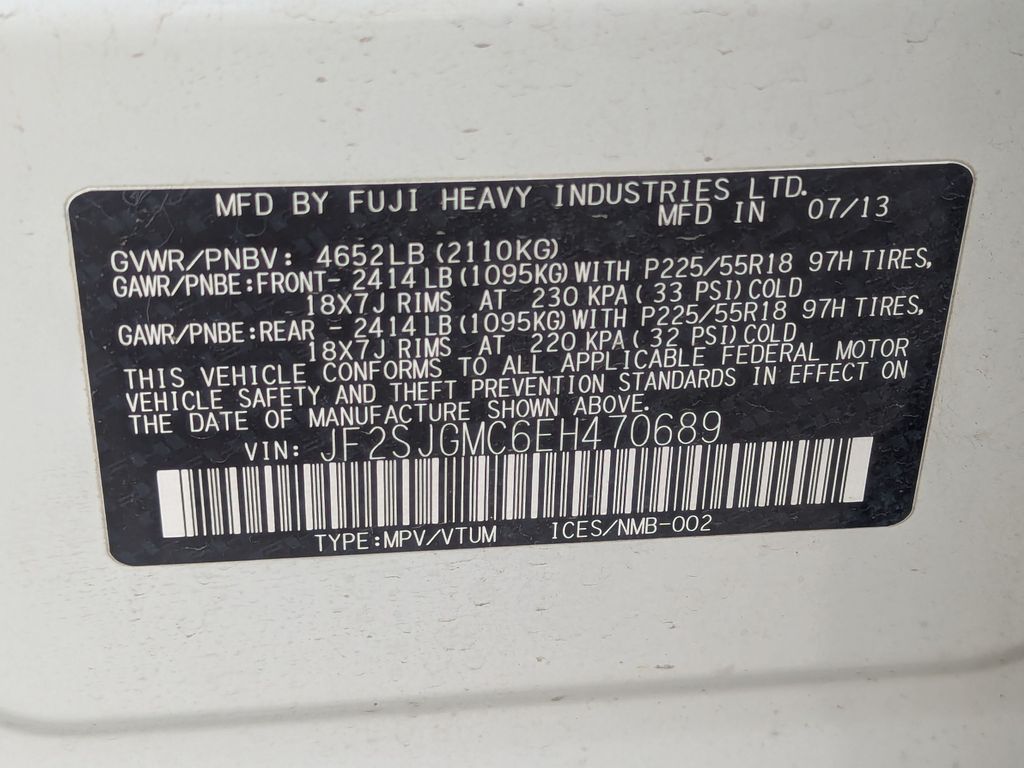 MFD BY FUJI HEAVY INDUSTRIES LTD.
MFD IN 07/13
GVWR/PNBV: 4652LB (2110KG)
GAWR/PNBE:FRONT- 2414 LB (1095KG) WITH P225/55R18 97H TIRES,
18X7J RIMS AT 230 KPA ( 33 PSI) COLD
GAWR/PNBE:REAR - 2414 LB (1095KG) WITH P225/55R18 97H TIRES,
18X7J RIMS AT 220 KPA ( 32 PSI) COLD
THIS VEHICLE CONFORMS TO ALL APPLICABLE FEDERAL MOTOR
VEHICLE SAFETY AND THEFT PREVENTION STANDARDS IN EFFECT ON
THE DATE OF MANUFACTURE SHOWN ABOVE.
VIN: JF2SJGMC6EH470689
TYPE:MPV/VTUM ICES/NMB-002